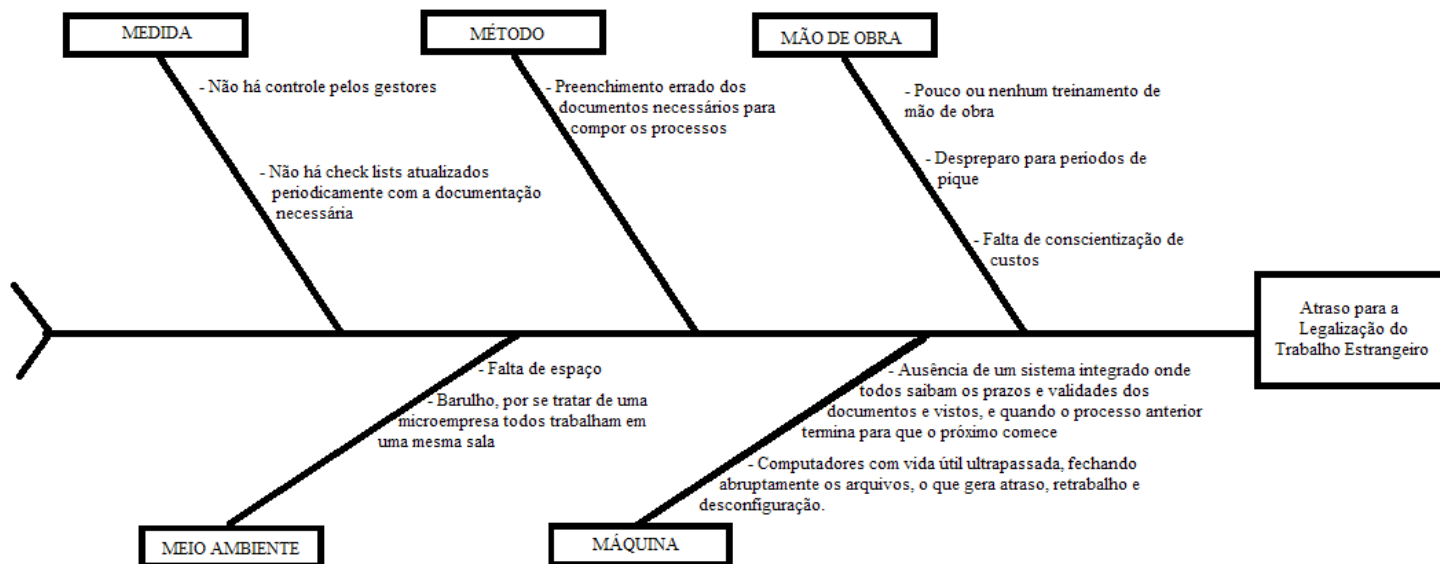 MEDIDA
- Não há controle pelos gestores
- Não há check lists atualizados
periodicamente com a documentação
necessária
MÉTODO
- Preenchimento errado dos
documentos necessários para
compor os processos
MÃO DE OBRA
- Pouco ou nenhum treinamento de
mão de obra
- Despreparo para periodos de
pique
- Falta de conscientização de
custos
Atraso para a
Legalização do
Trabalho Estrangeiro
- Falta de espaço
- Barulho, por se tratar de uma
microempresa todos trabalham em
uma mesma sala
MEIO AMBIENTE
- Ausência de um sistema integrado onde
todos saibam os prazos e validades dos
documentos e vistos, e quando o processo anterior
termina para que o próximo comece
- Computadores com vida útil ultrapassada, fechando
abruptamente os arquivos, o que gera atraso, retrabalho e
desconfiguração.
MÁQUINA